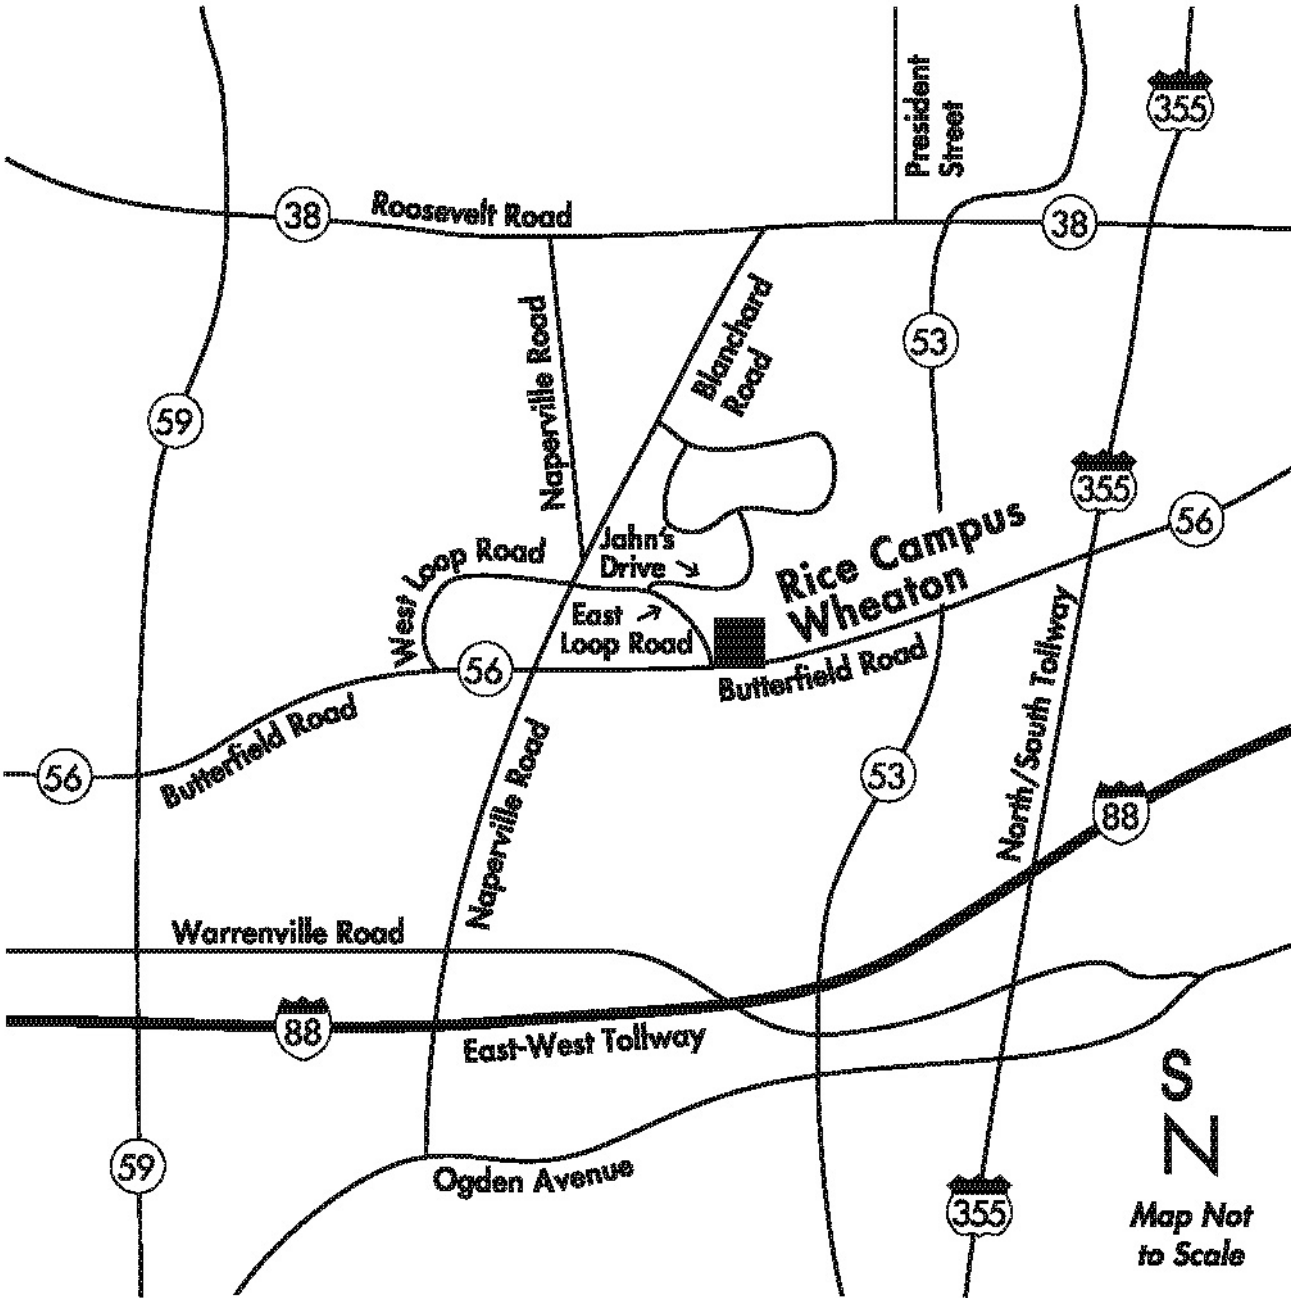 355
President
Street
38
Roosevelt Road
38
Blanchard
Road
Naperville Road
53
59
355
56
Rice Campus
Wheaton
Jahn's
Drive
West Loop Road
East
Loop Road
56
Butterfield Road
North/South Tollway
Butterfield Road
56
Naperville Road
53
88
Warrenville Road
88
East-West Tollway
S
N
59
Ogden Avenue
355
Map Not
to Scale